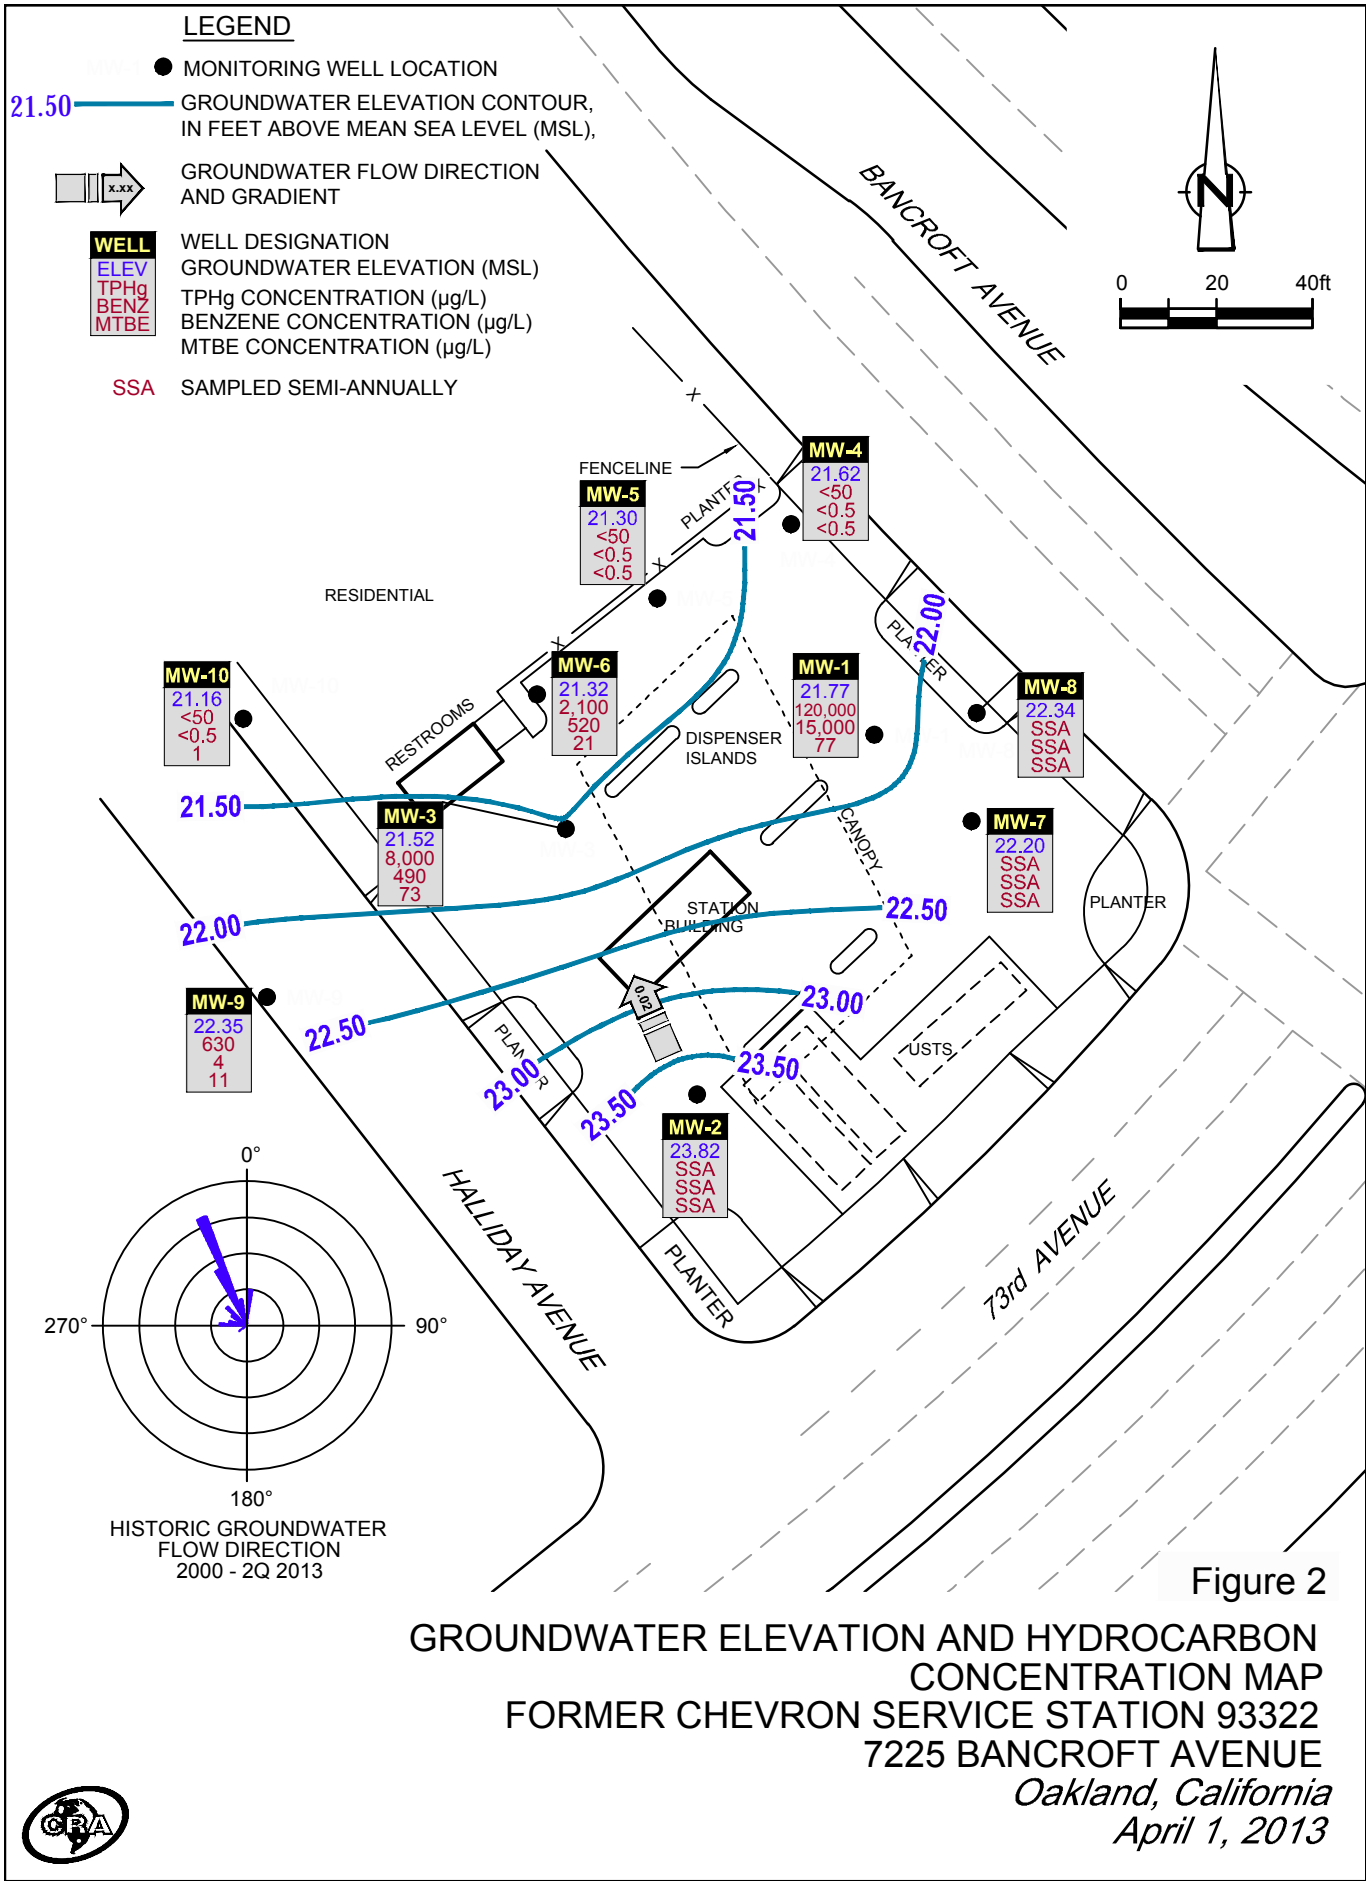 LEGEND
MONITORING WELL LOCATION
21.50
GROUNDWATER ELEVATION CONTOUR,
IN FEET ABOVE MEAN SEA LEVEL (MSL),
x.xx
GROUNDWATER FLOW DIRECTION
AND GRADIENT
WELL
WELL DESIGNATION
ELEV
GROUNDWATER ELEVATION (MSL)
TPHg
TPHg CONCENTRATION (µg/L)
BENZ
BENZENE CONCENTRATION (µg/L)
MTBE
MTBE CONCENTRATION (µg/L)
SSA
SAMPLED SEMI-ANNUALLY
BANCROFT AVENUE
N
0 20 40ft
X
FENCELINE
PLANTER
X
21.50
MW-4
21.62
<50
<0.5
<0.5
MW-5
21.30
<50
<0.5
<0.5
X
RESIDENTIAL
X
PLANTER
22.00
MW-10
21.16
<50
<0.5
1
MW-6
21.32
2,100
520
21
MW-1
21.77
120,000
15,000
77
MW-8
22.34
SSA
SSA
SSA
RESTROOMS
DISPENSER
ISLANDS
21.50
MW-3
21.52
8,000
490
73
CANOPY
MW-7
22.20
SSA
SSA
SSA
PLANTER
22.00
STATION
BUILDING
22.50
MW-9
22.35
630
4
11
22.50
0.02
23.00
PLANTER
23.00
USTS
23.50
23.50
MW-2
23.82
SSA
SSA
SSA
PLANTER
HALLIDAY AVENUE
73rd AVENUE
0°
270°
90°
180°
HISTORIC GROUNDWATER
FLOW DIRECTION
2000 - 2Q 2013
Figure 2
GROUNDWATER ELEVATION AND HYDROCARBON
CONCENTRATION MAP
FORMER CHEVRON SERVICE STATION 93322
7225 BANCROFT AVENUE
Oakland, California
April 1, 2013
CRA